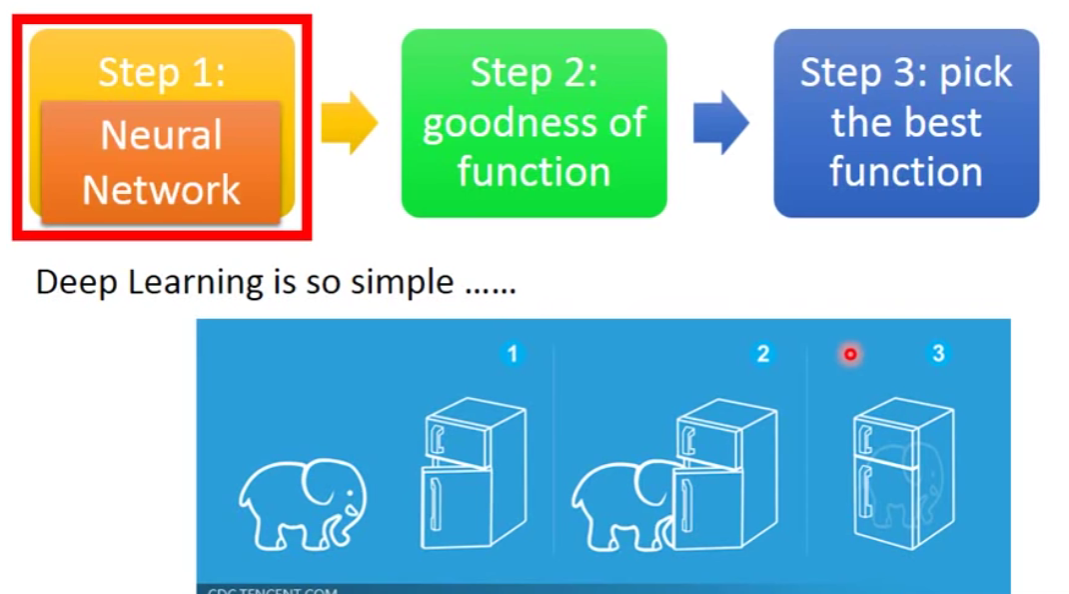 Step 1:
Neural
Network
Step 2:
goodness of
function
Step 3: pick
the best
function
Deep Learning is so simple ……
1
2
3
CDC.TENCENT.COM